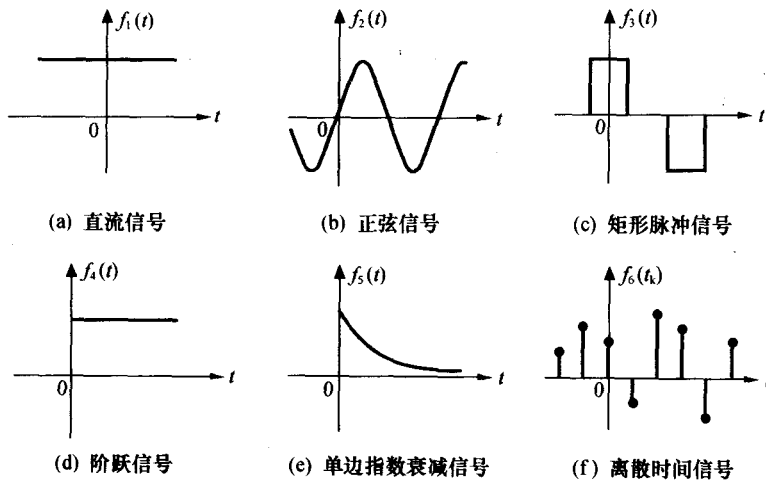 f₁(t)
0
t
(a) 直流信号
f₂(t)
0
t
(b) 正弦信号
f₃(t)
0
t
(c) 矩形脉冲信号
f₄(t)
0
t
(d) 阶跃信号
f₅(t)
0
t
(e) 单边指数衰减信号
f₆(tₖ)
0
(f) 离散时间信号